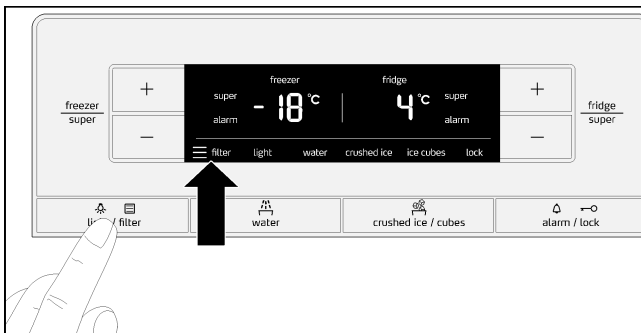 freezer
super
+
−
freezer fridge
super -18 °C 4 °C super
alarm alarm
filter light water crushed ice ice cubes lock
+
−
fridge
super
/ filter
water
crushed ice / cubes
alarm / lock